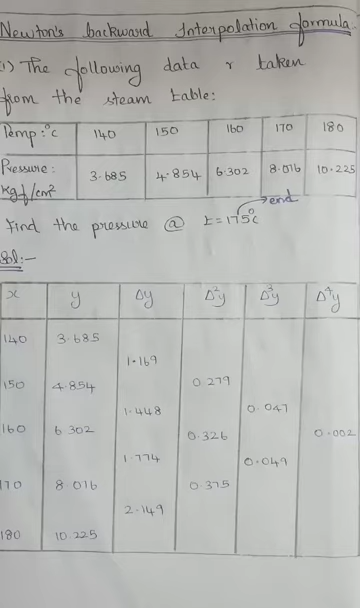 Newton's backward Interpolation formula
1) The following data r taken
from the steam table:
Temp: °c 140 150 160 170 180
Pressure: kgf/cm² 3.685 4.854 6.302 8.016 10.225
Find the pressure @ t=175°c →end
Sol:-
x y Δy Δ²y Δ³y Δ⁴y
140 3.685
1.169
150 4.854 0.279
1.448 0.047
160 6.302 0.326 0.002
1.774 0.049
170 8.016 0.375
2.149
180 10.225